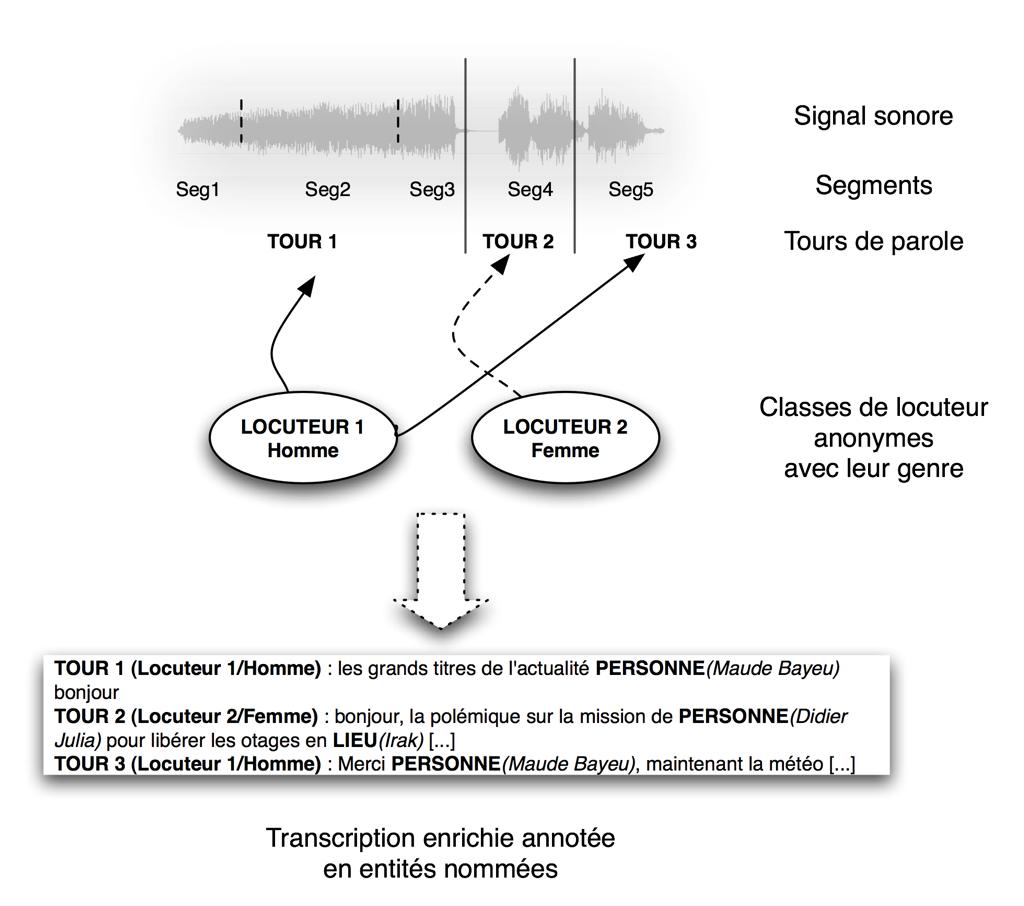 Signal sonore
Seg1 Seg2 Seg3 Seg4 Seg5
Segments
TOUR 1 TOUR 2 TOUR 3
Tours de parole
LOCUTEUR 1
Homme
LOCUTEUR 2
Femme
Classes de locuteur
anonymes
avec leur genre
TOUR 1 (Locuteur 1/Homme) : les grands titres de l'actualité PERSONNE(Maude Bayeu)
bonjour
TOUR 2 (Locuteur 2/Femme) : bonjour, la polémique sur la mission de PERSONNE(Didier
Julia) pour libérer les otages en LIEU(Irak) [...]
TOUR 3 (Locuteur 1/Homme) : Merci PERSONNE(Maude Bayeu), maintenant la météo [...]
Transcription enrichie annotée
en entités nommées